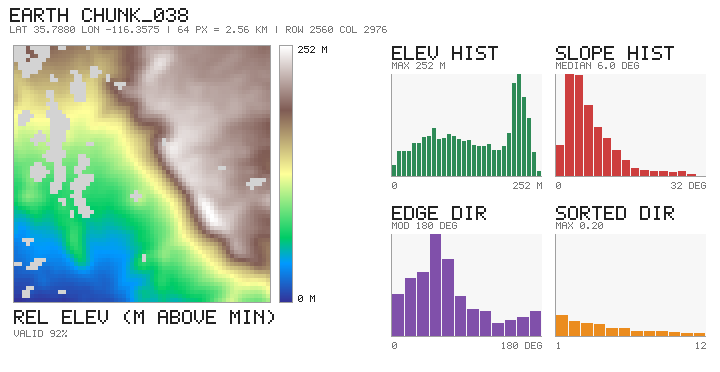 EARTH CHUNK_038
LAT 35.7880 LON -116.3575 | 64 PX = 2.56 KM | ROW 2560 COL 2976
252 M
0 M
REL ELEV (M ABOVE MIN)
VALID 92%
ELEV HIST
MAX 252 M
0 252 M
SLOPE HIST
MEDIAN 6.0 DEG
0 32 DEG
EDGE DIR
MOD 180 DEG
0 180 DEG
SORTED DIR
MAX 0.20
1 12